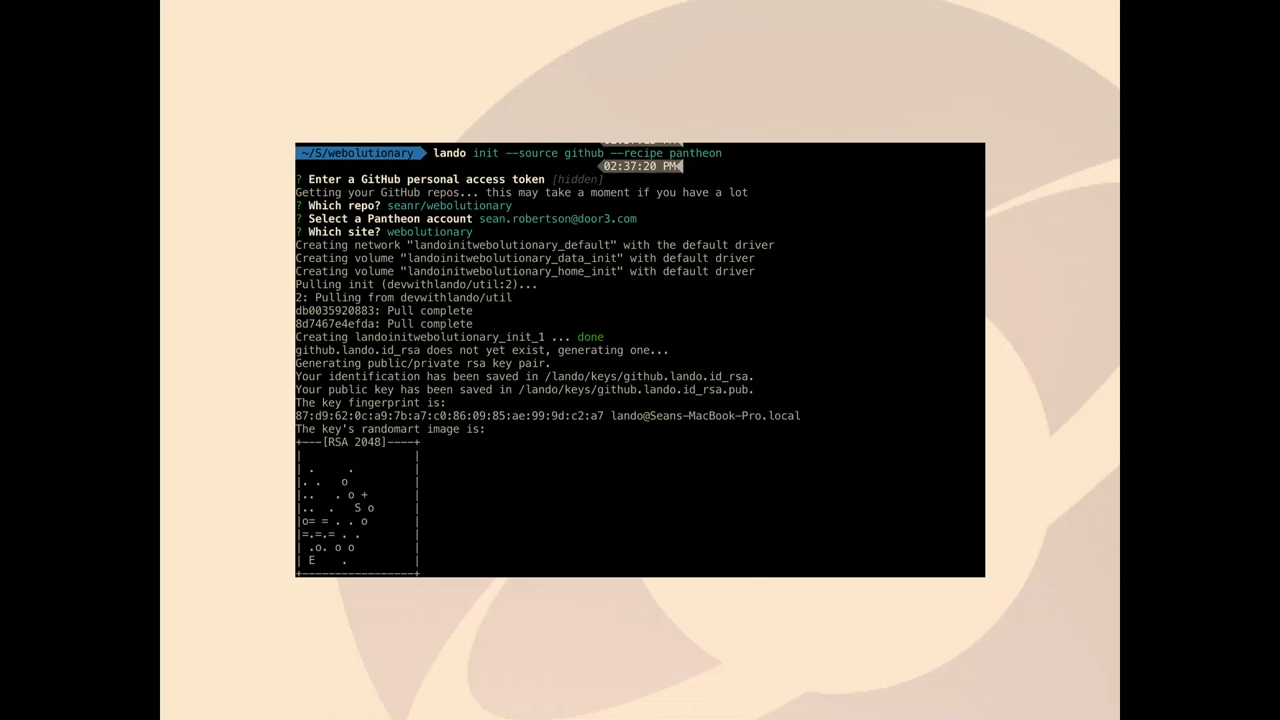 ~/S/webolutionary lando init --source github --recipe pantheon
02:37:20 PM
? Enter a GitHub personal access token [hidden]
Getting your GitHub repos... this may take a moment if you have a lot
? Which repo? seanr/webolutionary
? Select a Pantheon account sean.robertson@door3.com
? Which site? webolutionary
Creating network "landoinitwebolutionary_default" with the default driver
Creating volume "landoinitwebolutionary_data_init" with default driver
Creating volume "landoinitwebolutionary_home_init" with default driver
Pulling init (devwithlando/util:2)...
2: Pulling from devwithlando/util
db0035920883: Pull complete
8d7467e4efda: Pull complete
Creating landoinitwebolutionary_init_1 ... done
github.lando.id_rsa does not yet exist, generating one...
Generating public/private rsa key pair.
Your identification has been saved in /lando/keys/github.lando.id_rsa.
Your public key has been saved in /lando/keys/github.lando.id_rsa.pub.
The key fingerprint is:
87:d9:62:0c:a9:7b:a7:c0:86:09:85:ae:99:9d:c2:a7 lando@Seans-MacBook-Pro.local
The key's randomart image is:
+---[RSA 2048]----+
|                 |
| .     .         |
|. .   o          |
|..   . o +       |
|..  .   S o      |
|o= = . . o       |
|=.=.= . .        |
| .o. o o         |
| E    .          |
+-----------------+